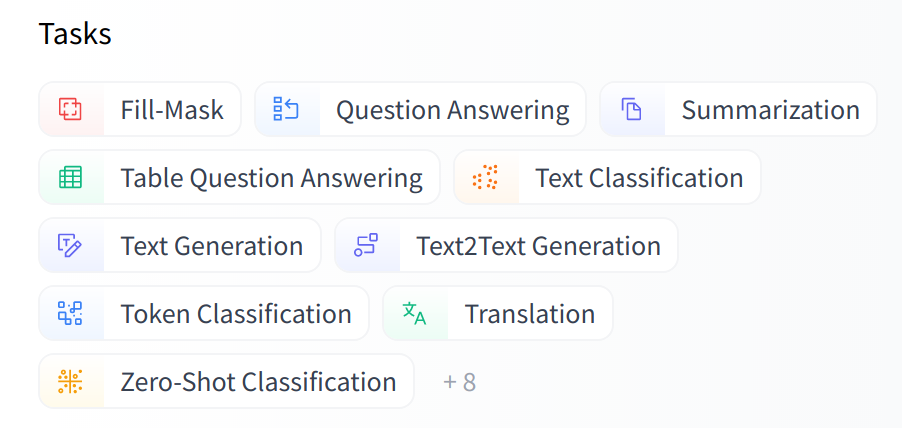 Tasks
Fill-Mask Question Answering Summarization
Table Question Answering Text Classification
Text Generation Text2Text Generation
Token Classification Translation
Zero-Shot Classification + 8